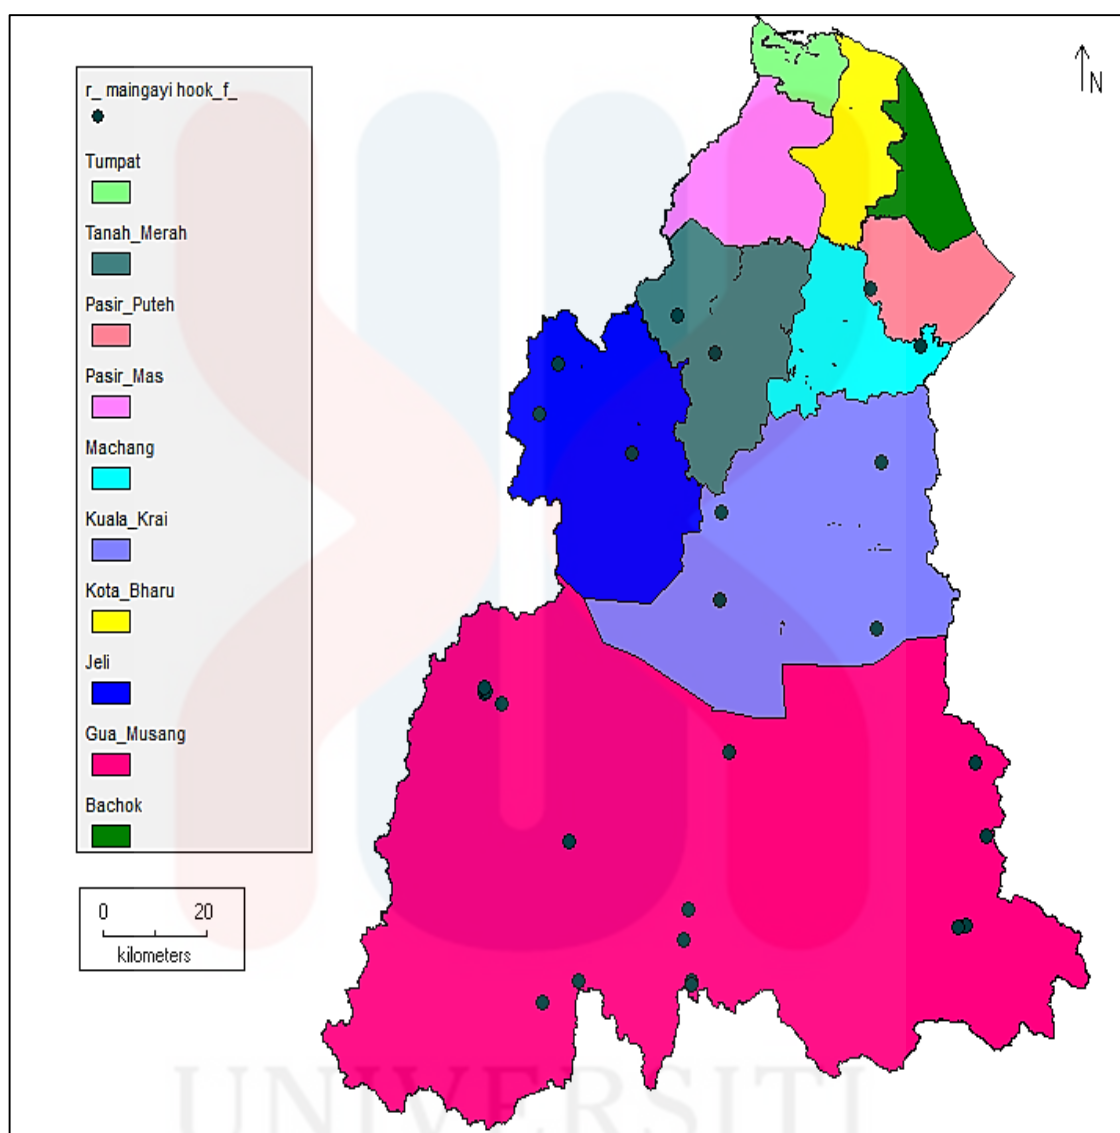 N
r_ maingayi hook_f_
Tumpat
Tanah_Merah
Pasir_Puteh
Pasir_Mas
Machang
Kuala_Krai
Kota_Bharu
Jeli
Gua_Musang
Bachok
0 20
kilometers
UNIVERSITI